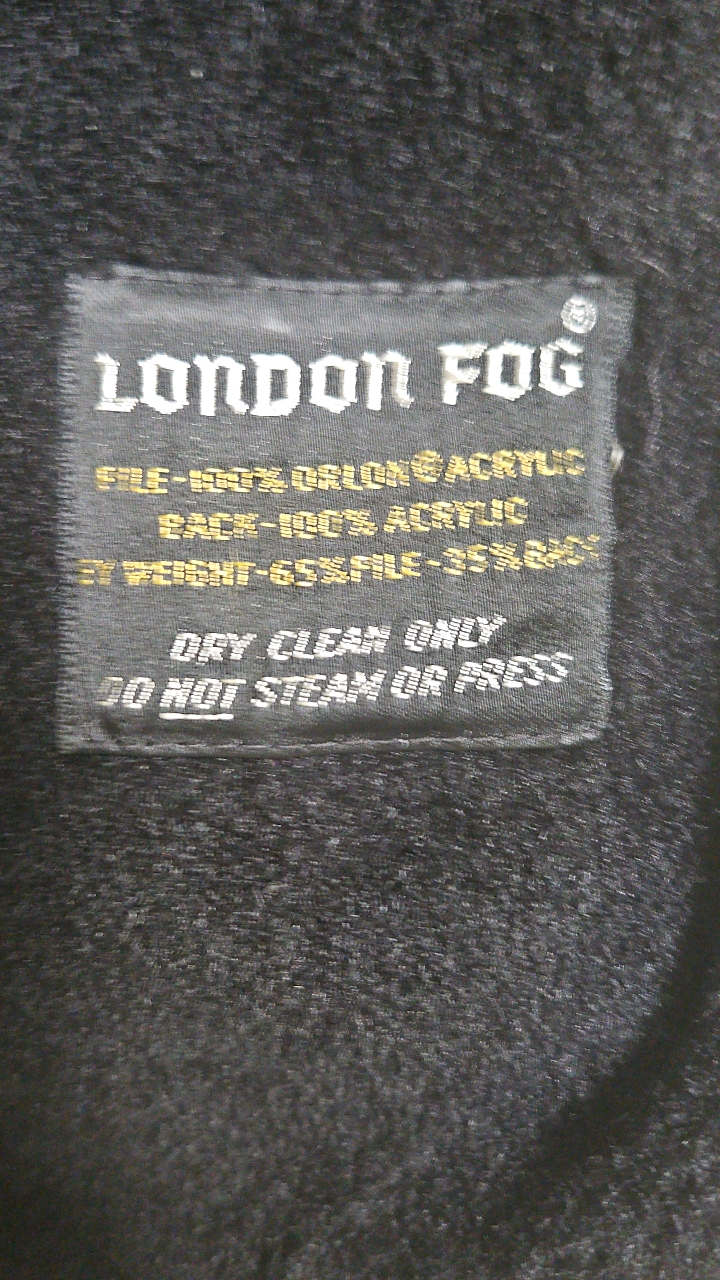 LONDON FOG ®
PILE-100% ORLON® ACRYLIC
BACK-100% ACRYLIC
BY WEIGHT-65% PILE-35% BACK
DRY CLEAN ONLY
DO NOT STEAM OR PRESS